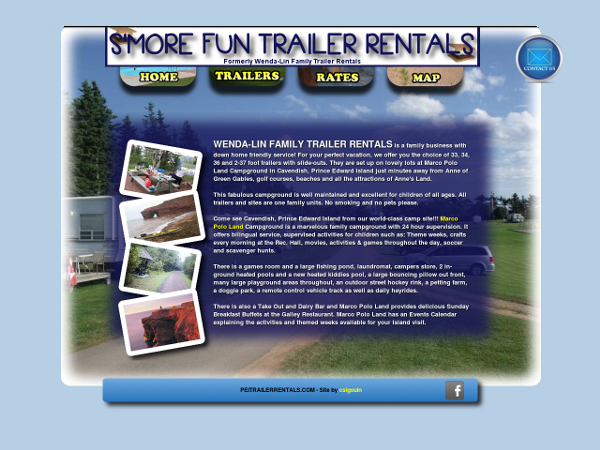 S'MORE FUN TRAILER RENTALS
Formerly Wenda-Lin Family Trailer Rentals
CONTACT US
HOME
TRAILERS
RATES
MAP
WENDA-LIN FAMILY TRAILER RENTALS is a family business with
down home friendly service! For your perfect vacation, we offer you the choice of 33, 34,
36 and 2-37 foot trailers with slide-outs. They are set up on lovely lots at Marco Polo
Land Campground in Cavendish, Prince Edward Island just minutes away from Anne of
Green Gables, golf courses, beaches and all the attractions of Anne's Land.
This fabulous campground is well maintained and excellent for children of all ages. All
trailers and sites are one family units. No smoking and no pets please.
Come see Cavendish, Prince Edward Island from our world-class camp site!!! Marco
Polo Land Campground is a marvelous family campground with 24 hour supervision. It
offers bilingual service, supervised activities for children such as: Theme weeks, crafts
every morning at the Rec. Hall, movies, activities & games throughout the day, soccer
and scavenger hunts.
There is a games room and a large fishing pond, laundromat, campers store, 2 in-
ground heated pools and a new heated kiddies pool, a large bouncing pillow out front,
many large playground areas throughout, an outdoor street hockey rink, a petting farm,
a doggie park, a remote control vehicle track as well as daily hayrides.
There is also a Take Out and Dairy Bar and Marco Polo Land provides delicious Sunday
Breakfast Buffets at the Galley Restaurant. Marco Polo Land has an Events Calendar
explaining the activities and themed weeks available for your Island visit.
PEITRAILERRENTALS.COM - Site by
f